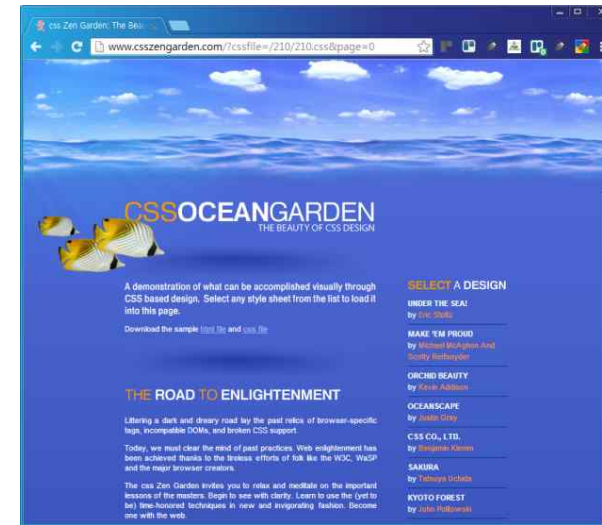 css Zen Garden: The Bea
www.csszengarden.com/?cssfile=/210/210.css&page=0
CSSOCEANGARDEN
THE BEAUTY OF CSS DESIGN
A demonstration of what can be accomplished visually through
CSS based design. Select any style sheet from the list to load it
into this page.
Download the sample html file and css file
THE ROAD TO ENLIGHTENMENT
Littering a dark and dreary road lay the past relics of browser-specific
tags, incompatible DOMs, and broken CSS support.
Today, we must clear the mind of past practices. Web enlightenment has
been achieved thanks to the tireless efforts of folk like the W3C, WaSP
and the major browser creators.
The css Zen Garden invites you to relax and meditate on the important
lessons of the masters. Begin to see with clarity. Learn to use the (yet to
be) time-honored techniques in new and invigorating fashion. Become
one with the web.
SELECT A DESIGN
UNDER THE SEA!
by Eric Stoltz
MAKE 'EM PROUD
by Michael McAghon And
Scotty Reifsnyder
ORCHID BEAUTY
by Kevin Addison
OCEANSCAPE
by Justin Gray
CSS CO., LTD.
by Benjamin Klemm
SAKURA
by Tatsuya Uchida
KYOTO FOREST
by John Politowski